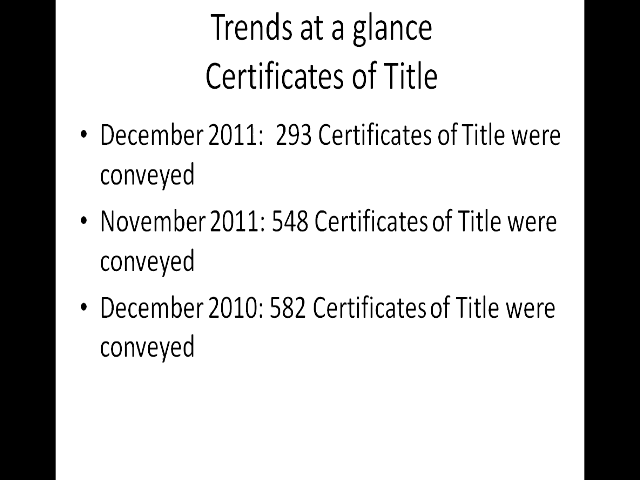 Trends at a glance
Certificates of Title
• December 2011:  293 Certificates of Title were
conveyed
• November 2011: 548 Certificates of Title were
conveyed
• December 2010: 582 Certificates of Title were
conveyed